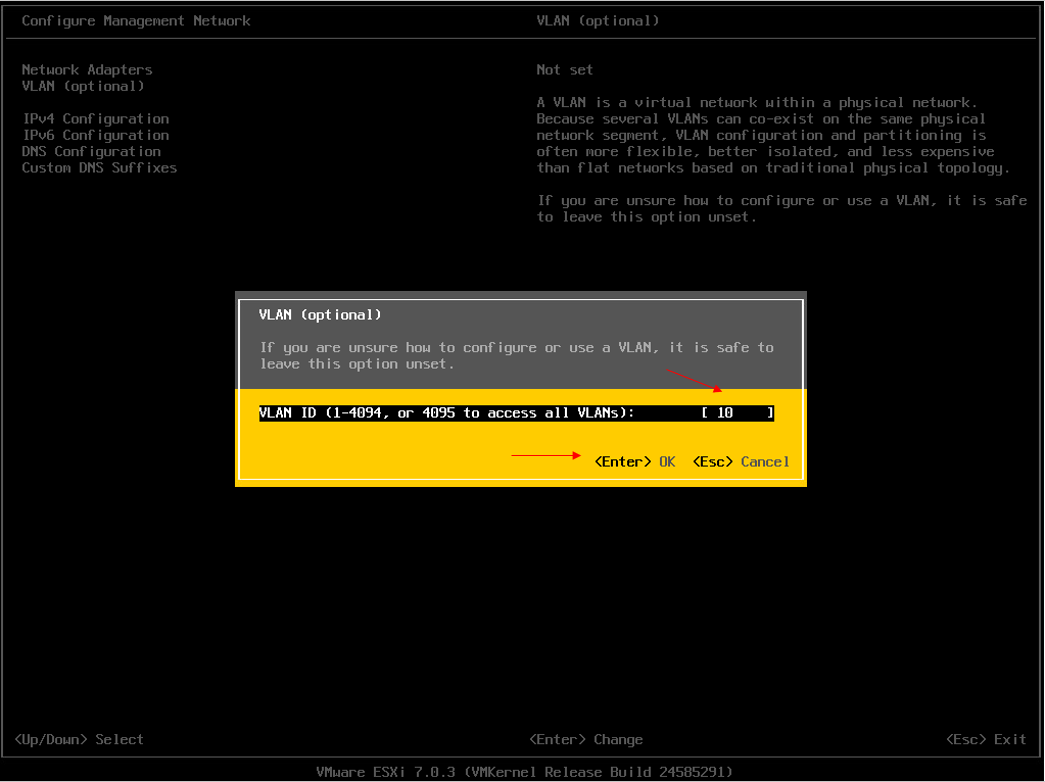 Configure Management Network
VLAN (optional)
Network Adapters
VLAN (optional)
IPv4 Configuration
IPv6 Configuration
DNS Configuration
Custom DNS Suffixes
Not set
A VLAN is a virtual network within a physical network.
Because several VLANs can co-exist on the same physical
network segment, VLAN configuration and partitioning is
often more flexible, better isolated, and less expensive
than flat networks based on traditional physical topology.
If you are unsure how to configure or use a VLAN, it is safe
to leave this option unset.
VLAN (optional)
If you are unsure how to configure or use a VLAN, it is safe to
leave this option unset.
VLAN ID (1-4094, or 4095 to access all VLANs): [ 10 ]
<Enter> OK <Esc> Cancel
<Up/Down> Select <Enter> Change <Esc> Exit
VMware ESXi 7.0.3 (VMKernel Release Build 24585291)